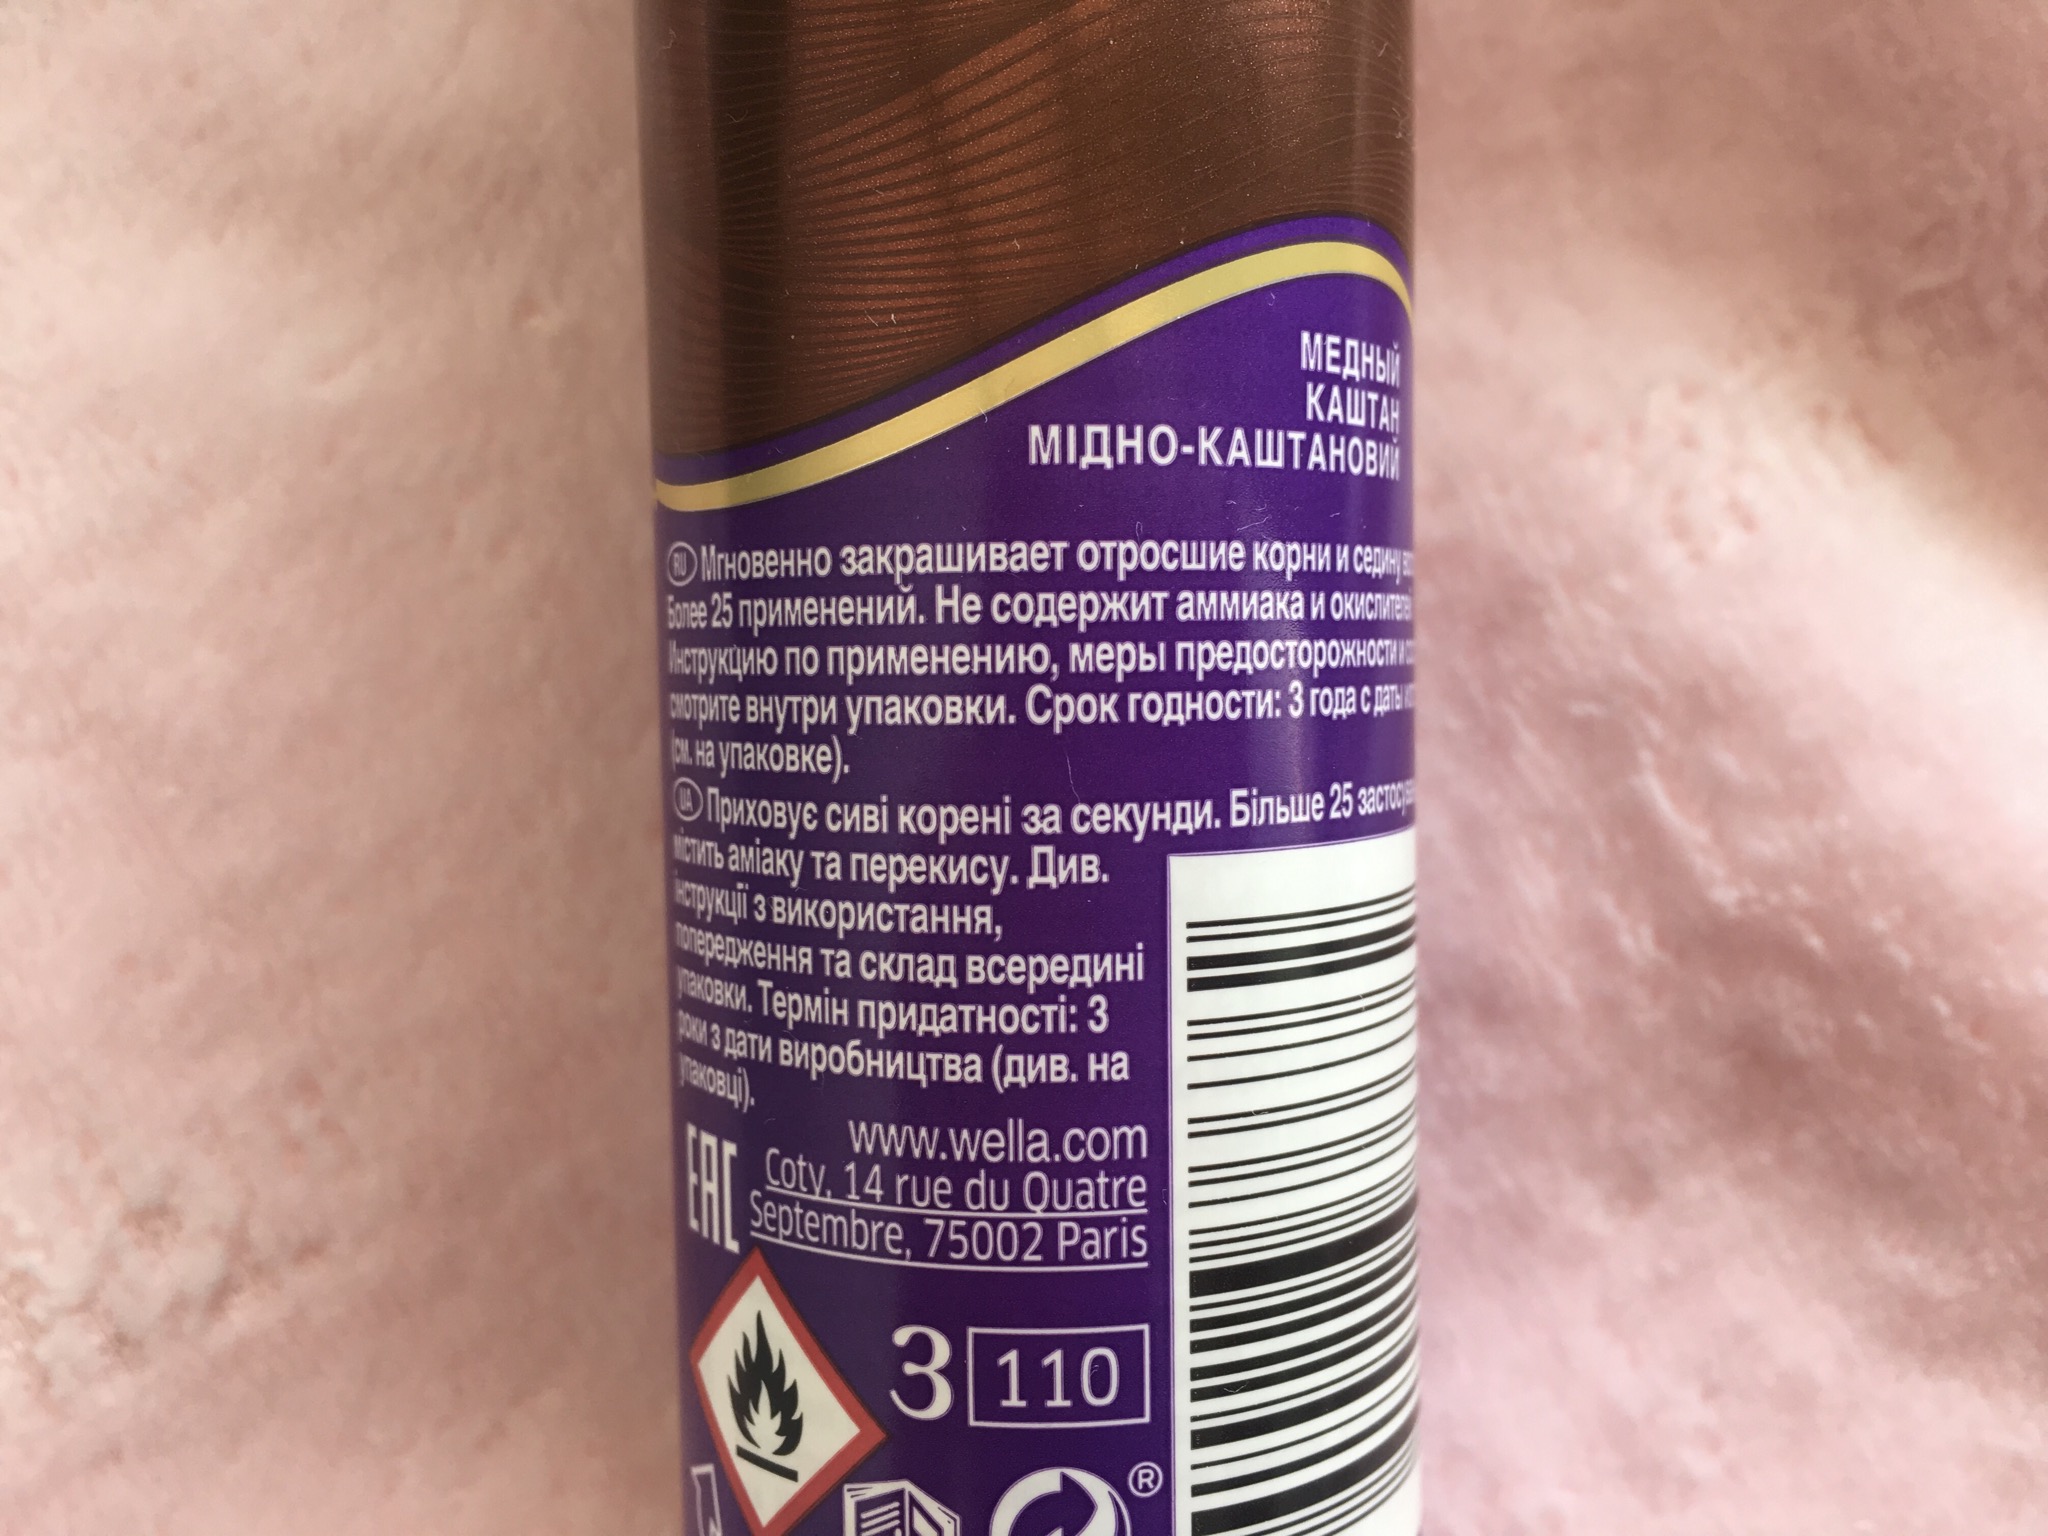 МЕДНЫЙ
КАШТАН
МІДНО-КАШТАНОВИЙ
RU Мгновенно закрашивает отросшие корни и седину
Более 25 применений. Не содержит аммиака и
Инструкцию по применению, меры предосторожности и
смотрите внутри упаковки. Срок годности: 3 года с даты
(см. на упаковке).
UA Приховує сиві корені за секунди. Більше 25
містить аміаку та перекису. Див.
інструкції з використання,
попередження та склад всередині
упаковки. Термін придатності: 3
роки з дати виробництва (див. на
упаковці).
www.wella.com
EAC Coty, 14 rue du Quatre
Septembre, 75002 Paris
3 110
®